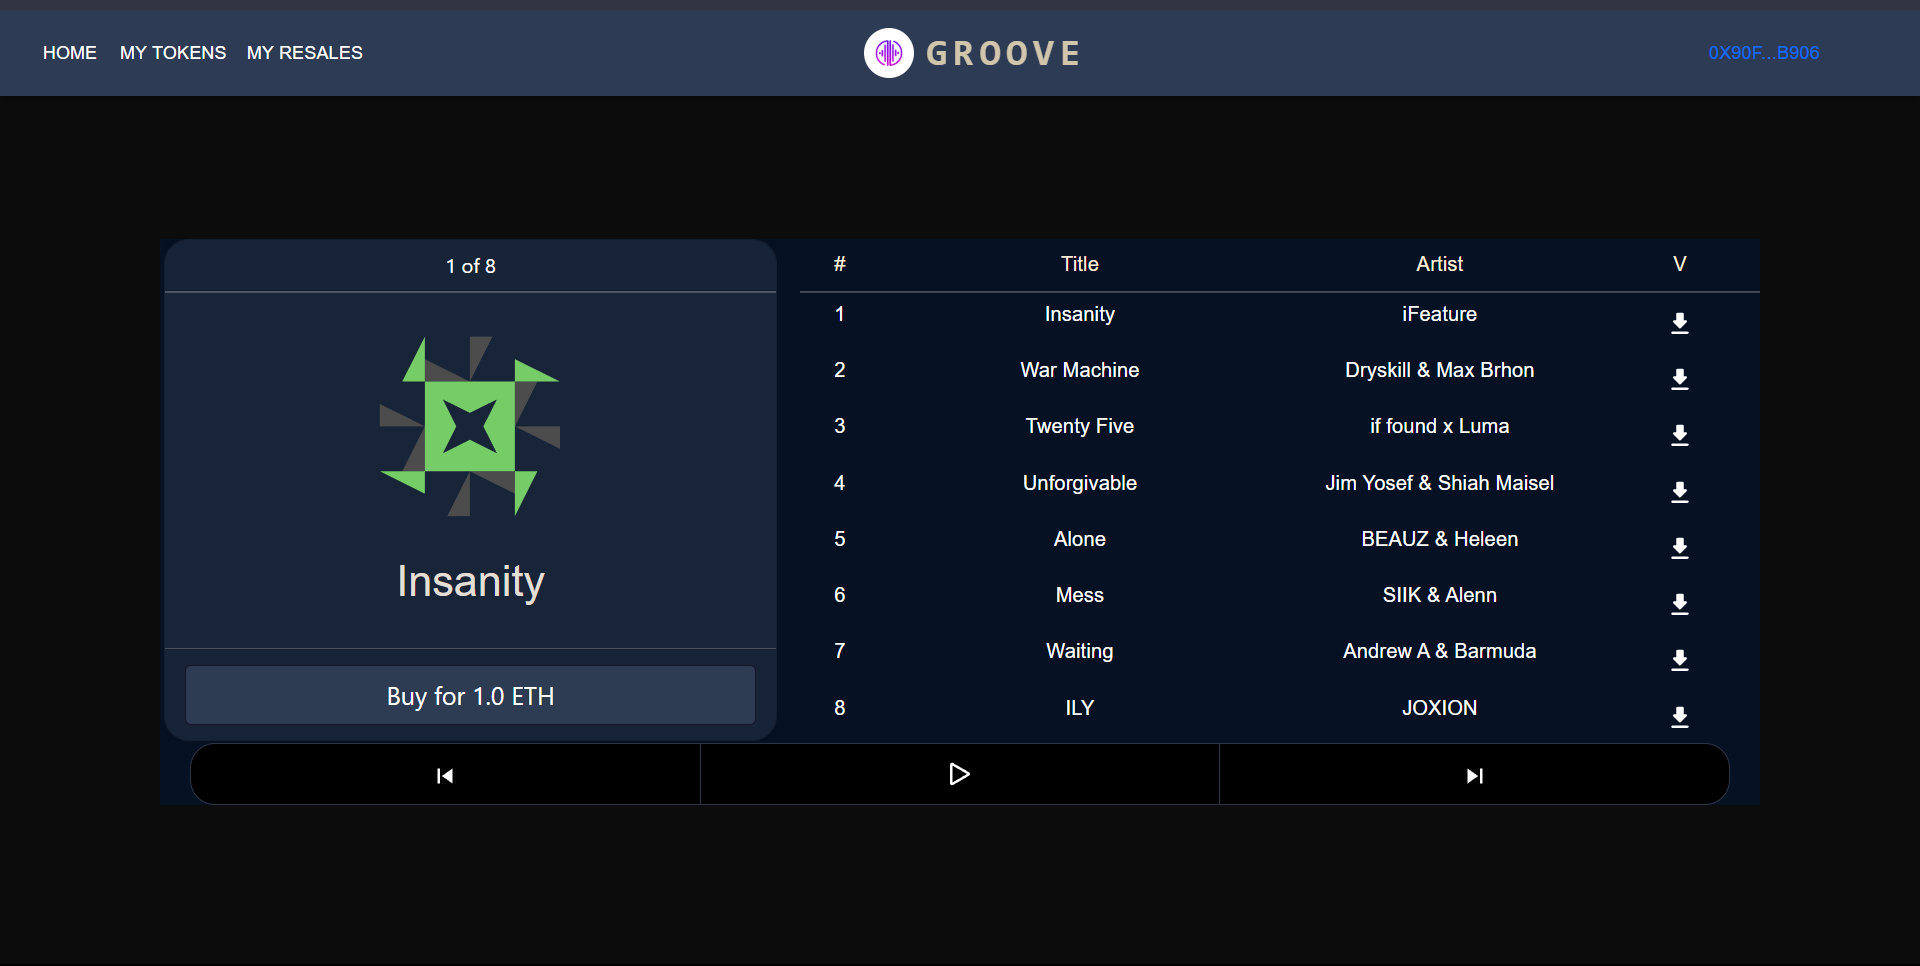 HOME MY TOKENS MY RESALES GROOVE 0X90F...B906
1 of 8
Insanity
Buy for 1.0 ETH
# Title Artist V
1 Insanity iFeature
2 War Machine Dryskill & Max Brhon
3 Twenty Five if found x Luma
4 Unforgivable Jim Yosef & Shiah Maisel
5 Alone BEAUZ & Heleen
6 Mess SIIK & Alenn
7 Waiting Andrew A & Barmuda
8 ILY JOXION